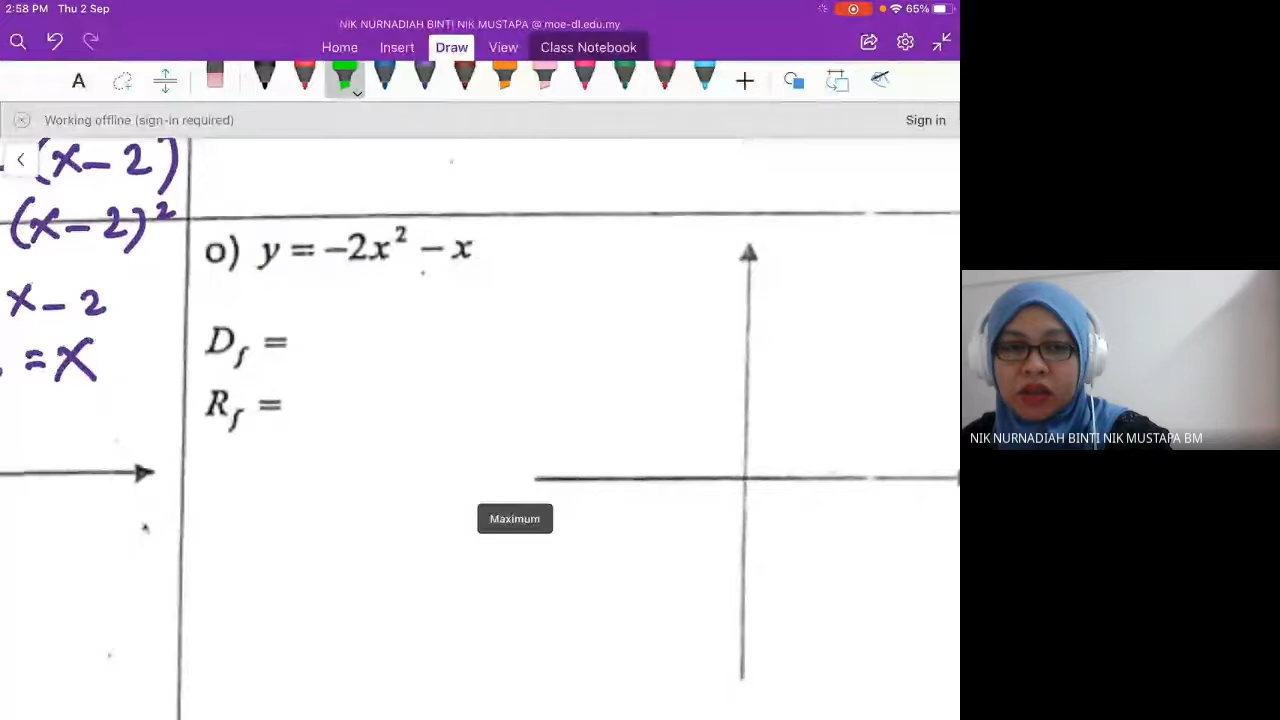 2:58 PM Thu 2 Sep
65%
NIK NURNADIAH BINTI NIK MUSTAPA @ moe-dl.edu.my
Home Insert Draw View Class Notebook
A
Working offline (sign-in required)
Sign in
(x-2)
(x-2)²
x-2
=x
o) y = -2x² - x
D_f =
R_f =
Maximum
NIK NURNADIAH BINTI NIK MUSTAPA BM